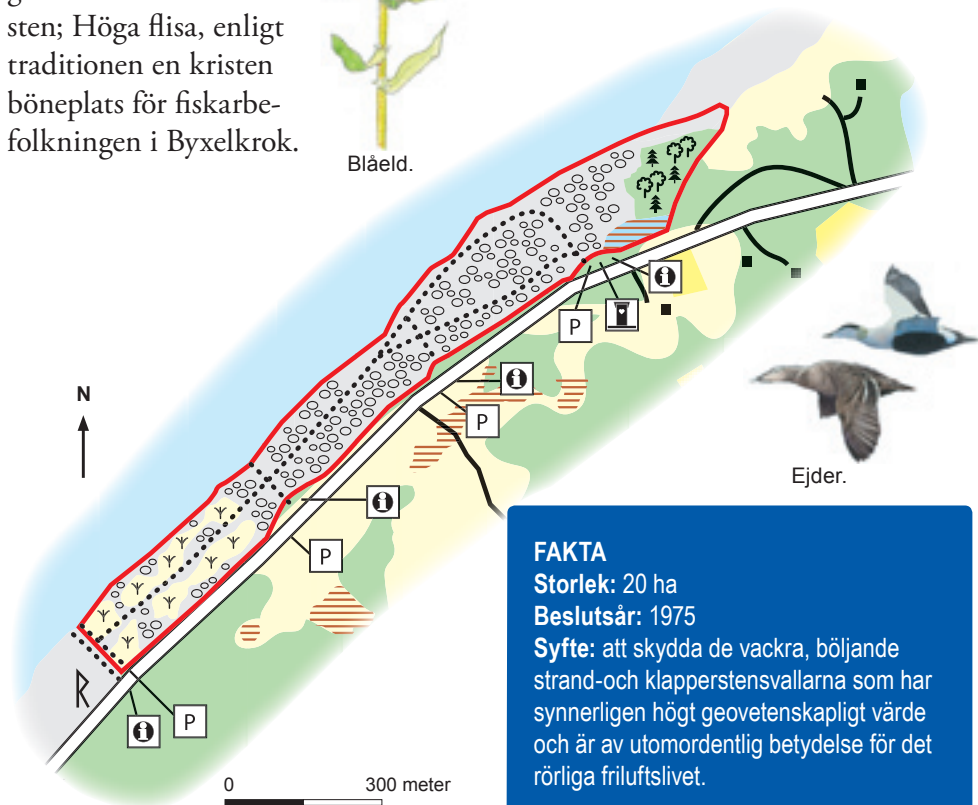 sten; Höga flisa, enligt
traditionen en kristen
böneplats för fiskarbe-
folkningen i Byxelkrok.
Blåeld.
N
P
P
P
P
Ejder.
0 300 meter
FAKTA
Storlek: 20 ha
Beslutsår: 1975
Syfte: att skydda de vackra, böljande
strand-och klapperstensvallarna som har
synnerligen högt geovetenskapligt värde
och är av utomordentlig betydelse för det
rörliga friluftslivet.